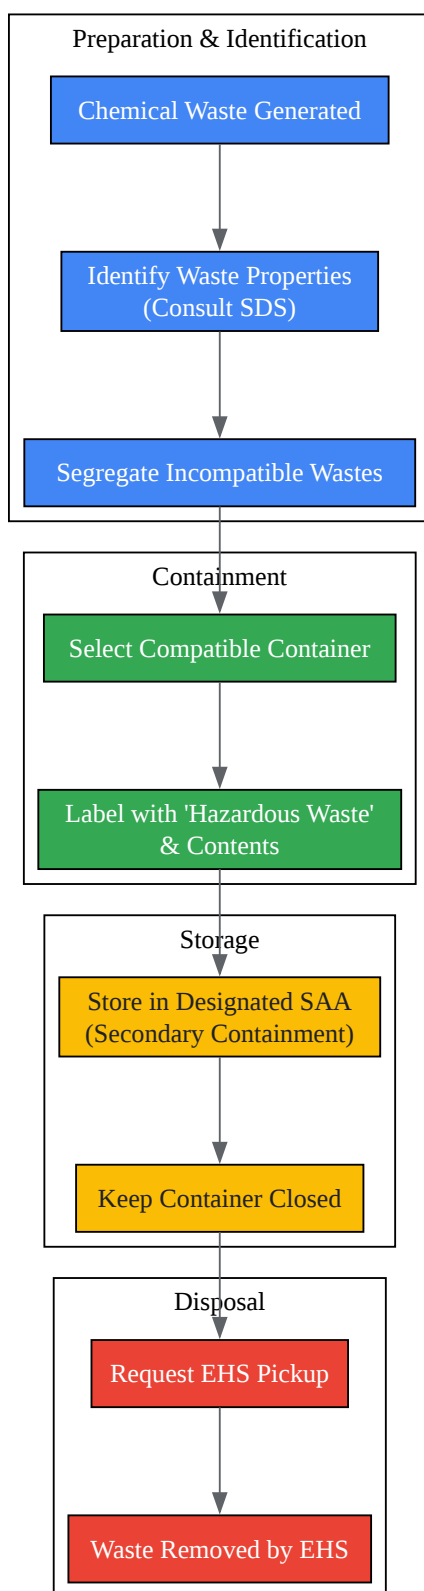 Preparation & Identification
Chemical Waste Generated
Identify Waste Properties
(Consult SDS)
Segregate Incompatible Wastes
Containment
Select Compatible Container
Label with 'Hazardous Waste'
& Contents
Storage
Store in Designated SAA
(Secondary Containment)
Keep Container Closed
Disposal
Request EHS Pickup
Waste Removed by EHS